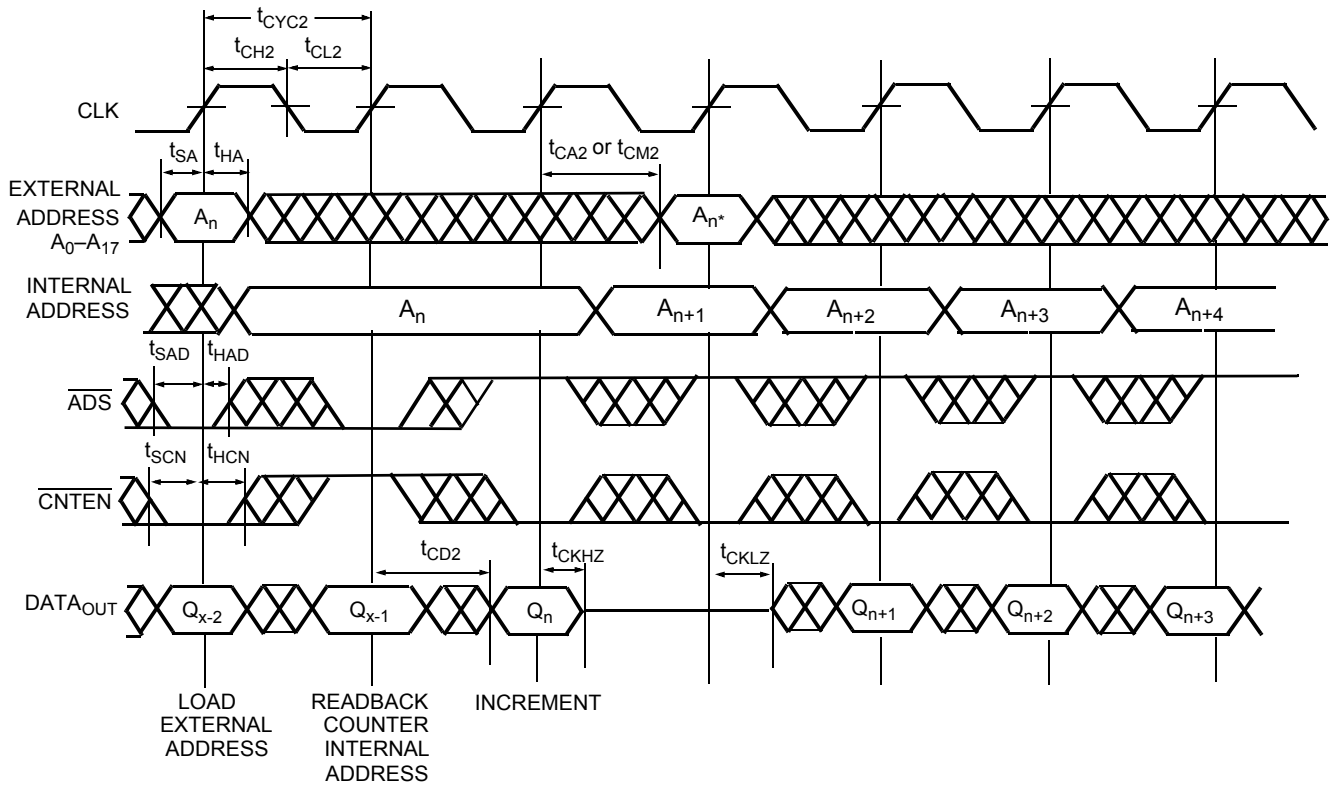 tCYC2
tCH2 tCL2
CLK
tSA tHA
tCA2 or tCM2
EXTERNAL
ADDRESS
A0–A17
An
An*
INTERNAL
ADDRESS
An
An+1
An+2
An+3
An+4
tSAD tHAD
ADS
tSCN tHCN
CNTEN
tCD2
tCKHZ
tCKLZ
DATAOUT
Qx-2
Qx-1
Qn
Qn+1
Qn+2
Qn+3
LOAD
EXTERNAL
ADDRESS
READBACK
COUNTER
INTERNAL
ADDRESS
INCREMENT